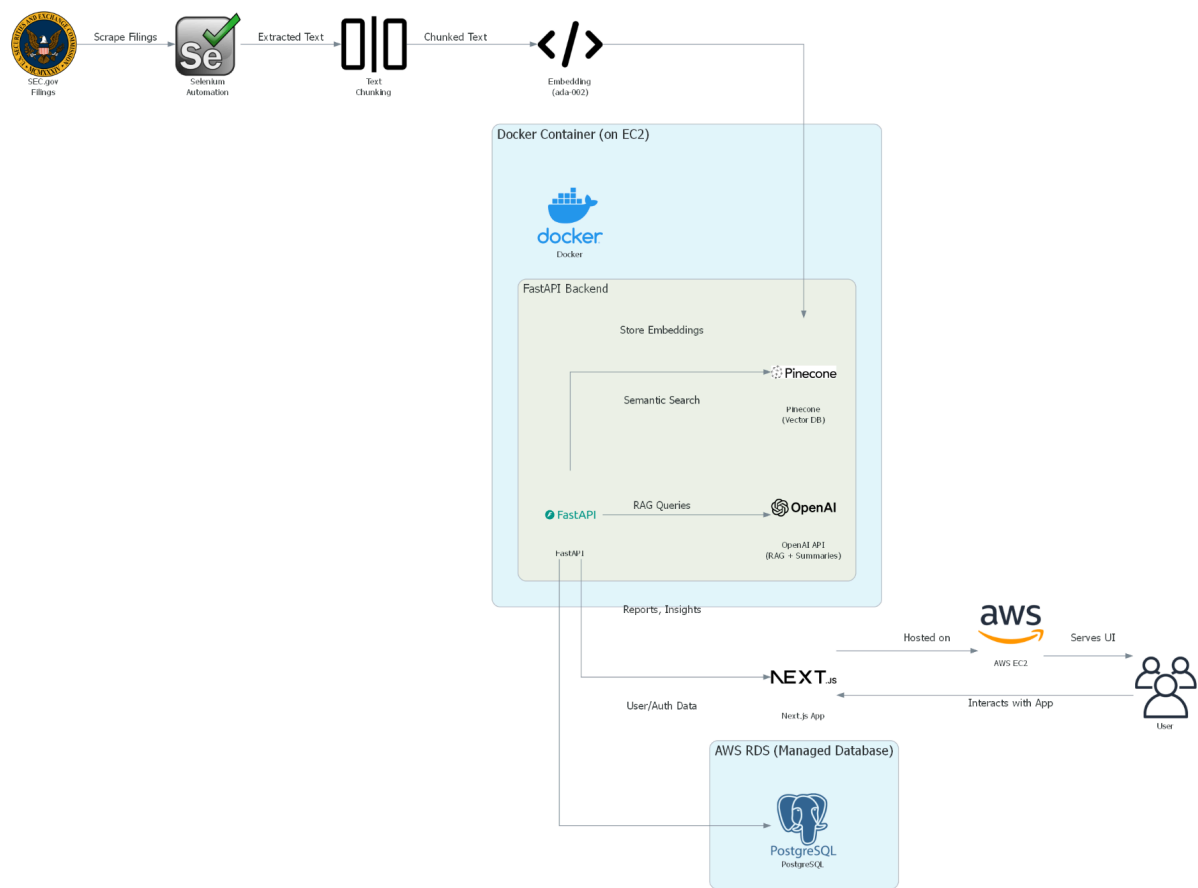 Scrape Filings
Extracted Text
Chunked Text
Se
SEC.gov
Filings
Selenium
Automation
Text
Chunking
Embedding
(ada-002)
Docker Container (on EC2)
docker
Docker
FastAPI Backend
Store Embeddings
Pinecone
Semantic Search
Pinecone
(Vector DB)
RAG Queries
OpenAI
FastAPI
OpenAI API
(RAG + Summaries)
FastAPI
Reports, Insights
aws
Hosted on
Serves UI
AWS EC2
NEXT.JS
User/Auth Data
Interacts with App
Next.js App
User
AWS RDS (Managed Database)
PostgreSQL
PostgreSQL